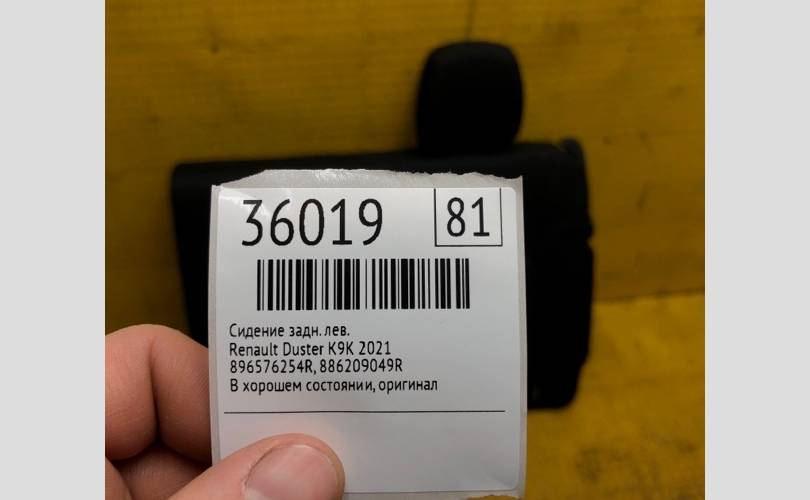 36019
81
Сидение задн. лев.
Renault Duster K9K 2021
896576254R, 886209049R
В хорошем состоянии, оригинал